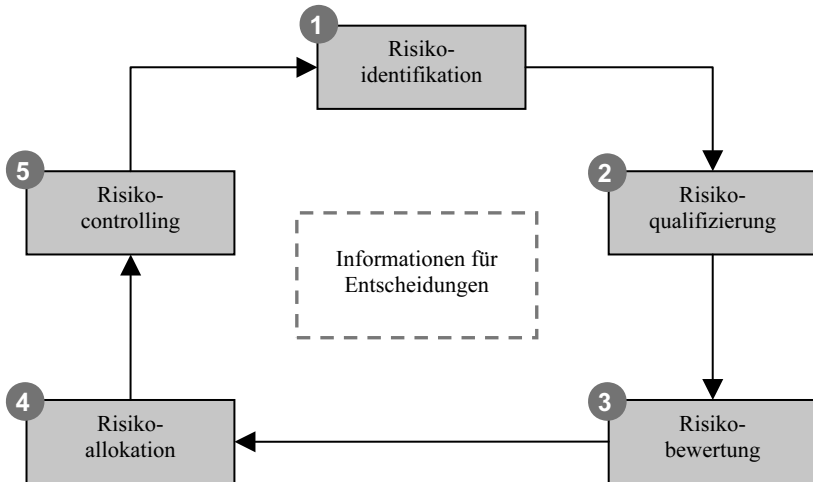 1
Risiko-
identifikation
2
Risiko-
qualifizierung
3
Risiko-
bewertung
4
Risiko-
allokation
5
Risiko-
controlling
Informationen für
Entscheidungen